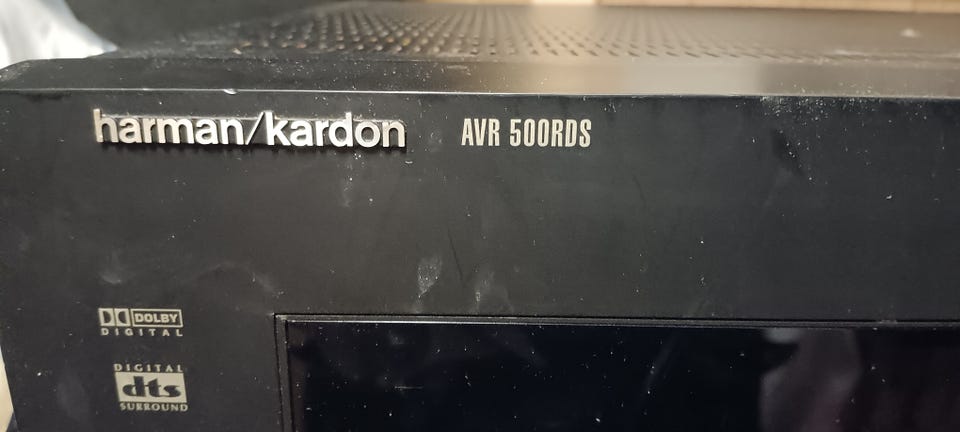 harman/kardon AVR 500RDS
DOLBY
DIGITAL
DIGITAL
dts
SURROUND